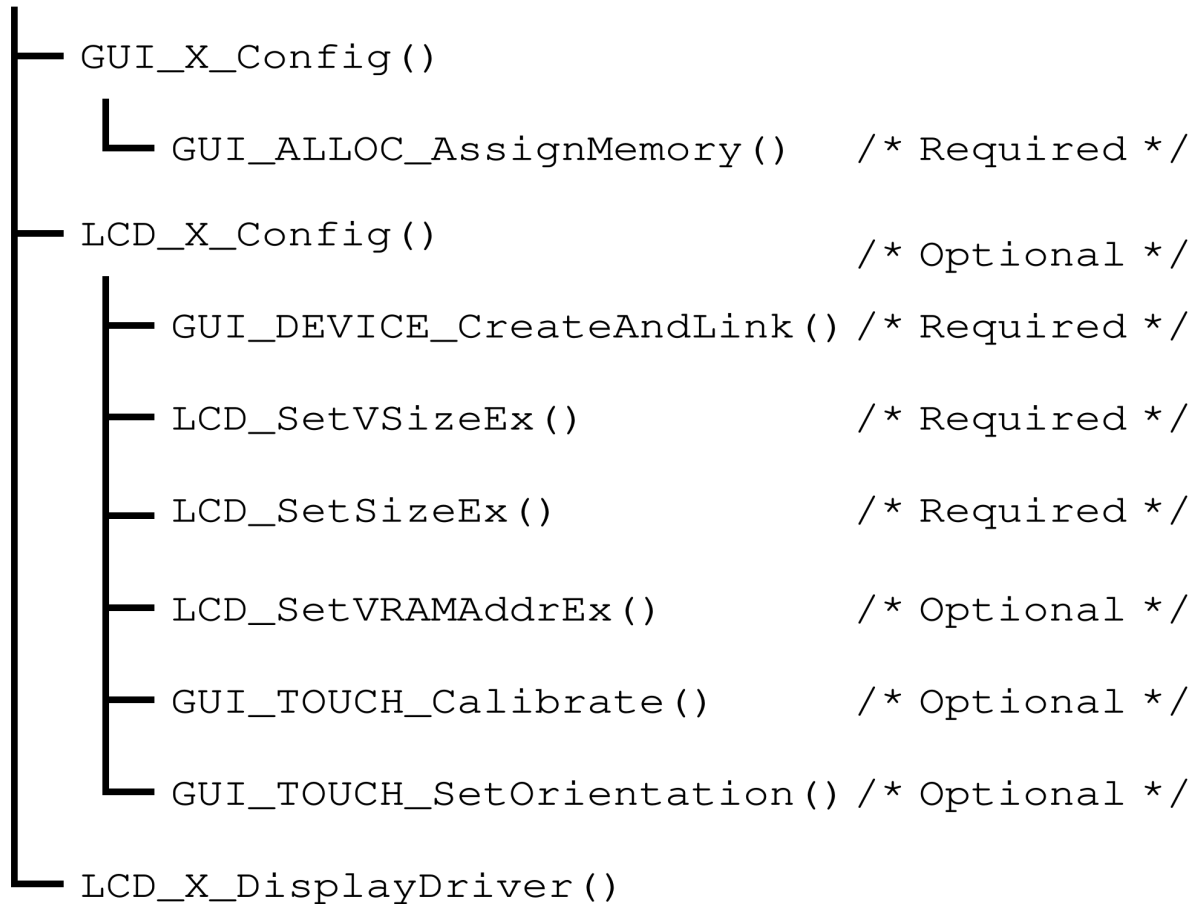 GUI_X_Config()
GUI_ALLOC_AssignMemory() /* Required */
LCD_X_Config()
/* Optional */
GUI_DEVICE_CreateAndLink() /* Required */
LCD_SetVSizeEx() /* Required */
LCD_SetSizeEx() /* Required */
LCD_SetVRAMAddrEx() /* Optional */
GUI_TOUCH_Calibrate() /* Optional */
GUI_TOUCH_SetOrientation() /* Optional */
LCD_X_DisplayDriver()